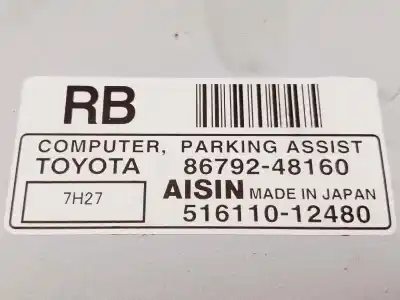 RB
COMPUTER, PARKING ASSIST
TOYOTA 86792-48160
7H27 AISIN MADE IN JAPAN
516110-12480